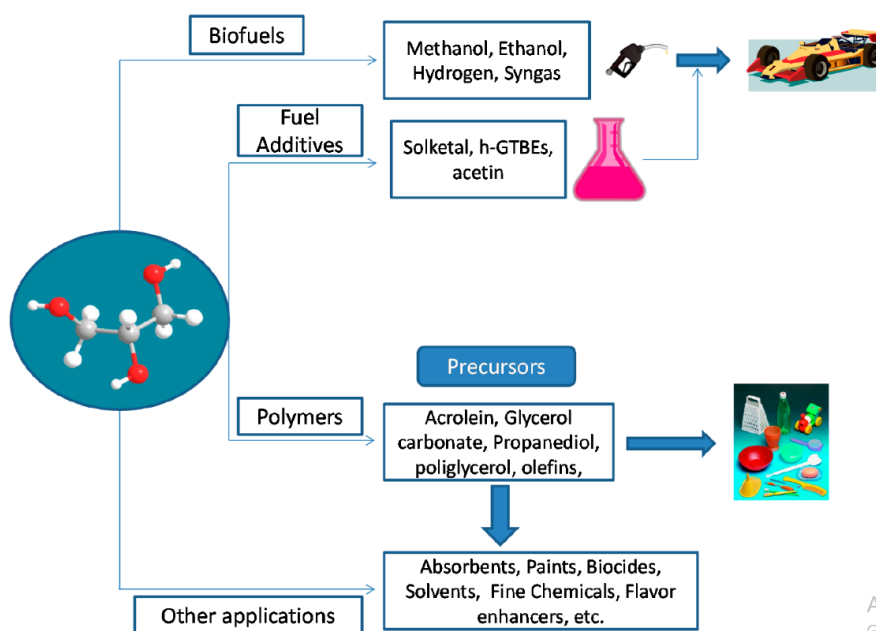 Biofuels
Methanol, Ethanol,
Hydrogen, Syngas
Fuel
Additives
Solketal, h-GTBEs,
acetin
Precursors
Polymers
Acrolein, Glycerol
carbonate, Propanediol,
poliglycerol, olefins,
Absorbents, Paints, Biocides,
Solvents, Fine Chemicals, Flavor
enhancers, etc.
Other applications